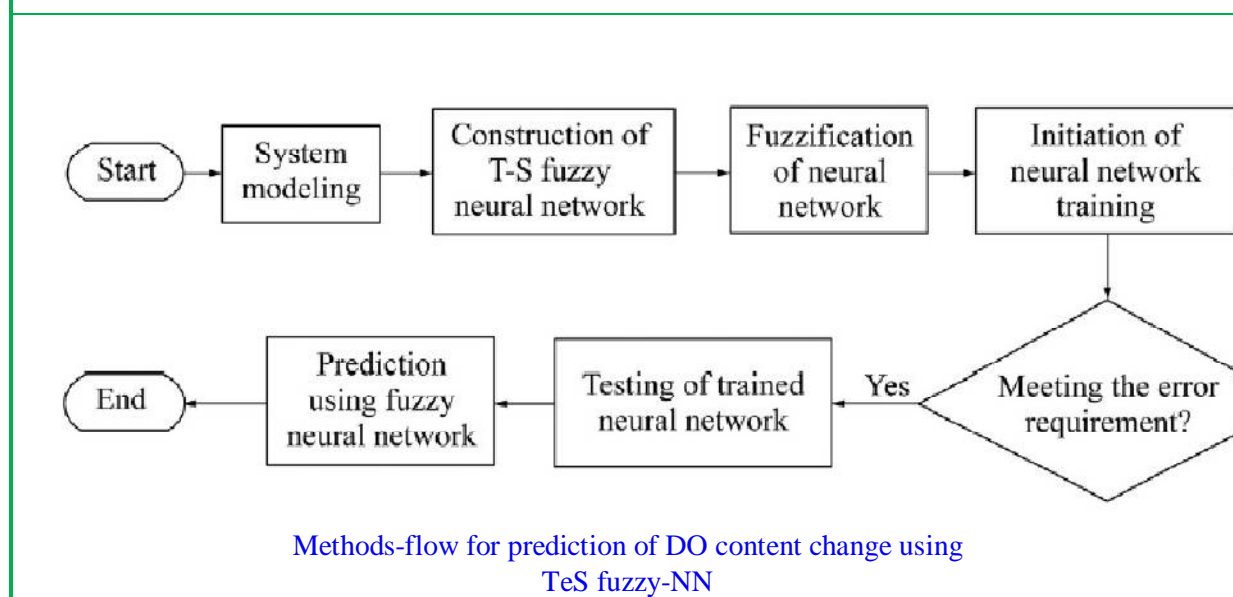 Start
System
modeling
Construction of
T-S fuzzy
neural network
Fuzzification
of neural
network
Initiation of
neural network
training
Meeting the error
requirement?
Yes
Testing of trained
neural network
Prediction
using fuzzy
neural network
End
Methods-flow for prediction of DO content change using
TeS fuzzy-NN